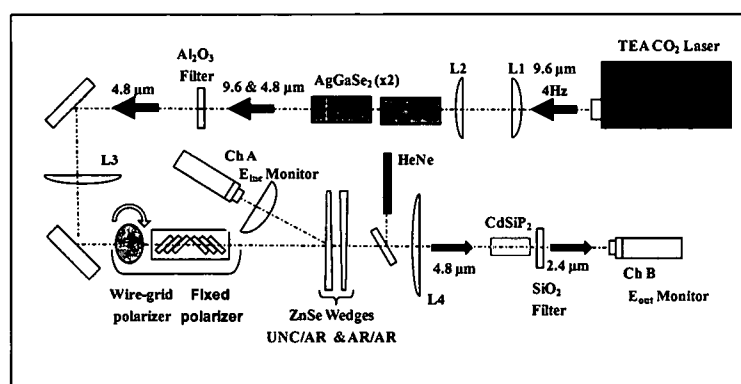 TEA CO₂ Laser
Al₂O₃
Filter
4.8 µm
9.6 & 4.8 µm
AgGaSe₂ (x2)
L2
L1
9.6 µm
4Hz
L3
Ch A
E_inc Monitor
HeNe
CdSiP₂
4.8 µm
2.4 µm
Ch B
E_out Monitor
SiO₂
Filter
L4
Wire-grid
polarizer
Fixed
polarizer
ZnSe Wedges
UNC/AR & AR/AR